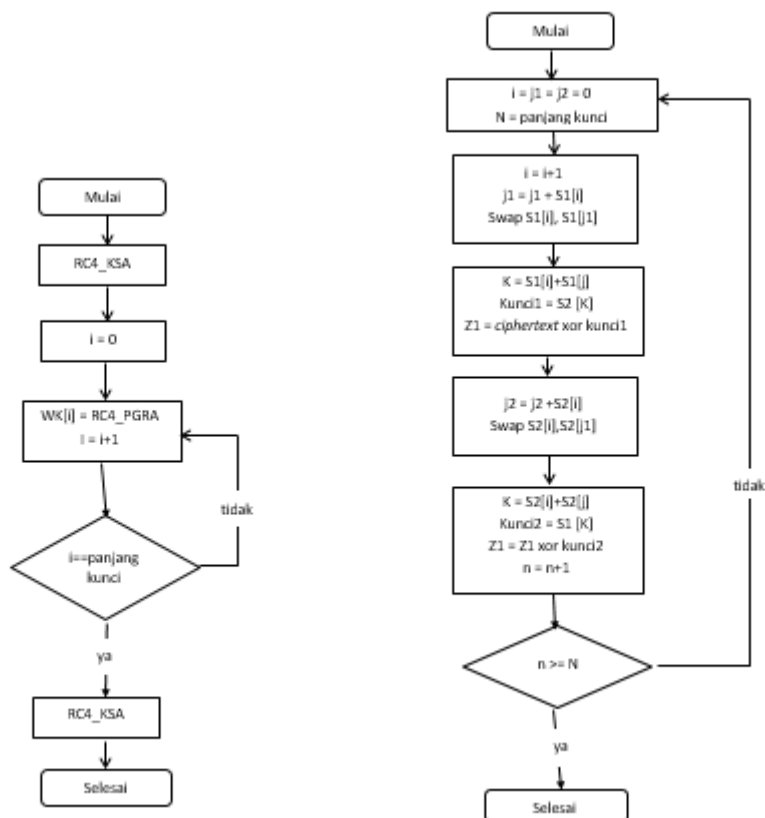 Mulai
RC4_KSA
i = 0
WK[i] = RC4_PGRA
I = i+1
tidak
i==panjang
kunci
ya
RC4_KSA
Selesai
Mulai
i = j1 = j2 = 0
N = panjang kunci
i = i+1
j1 = j1 + S1[i]
Swap S1[i], S1[j1]
K = S1[i]+S1[j]
Kunci1 = S2 [K]
Z1 = ciphertext xor kunci1
j2 = j2 +S2[i]
Swap S2[i],S2[j1]
tidak
K = S2[i]+S2[j]
Kunci2 = S1 [K]
Z1 = Z1 xor kunci2
n = n+1
n >= N
ya
Selesai